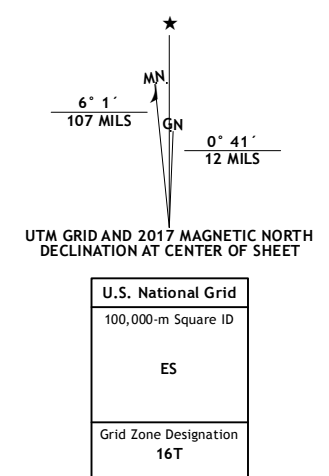 ★
MN
6° 1´
107 MILS
GN
0° 41´
12 MILS
UTM GRID AND 2017 MAGNETIC NORTH
DECLINATION AT CENTER OF SHEET
U.S. National Grid
100,000-m Square ID
ES
Grid Zone Designation
16T